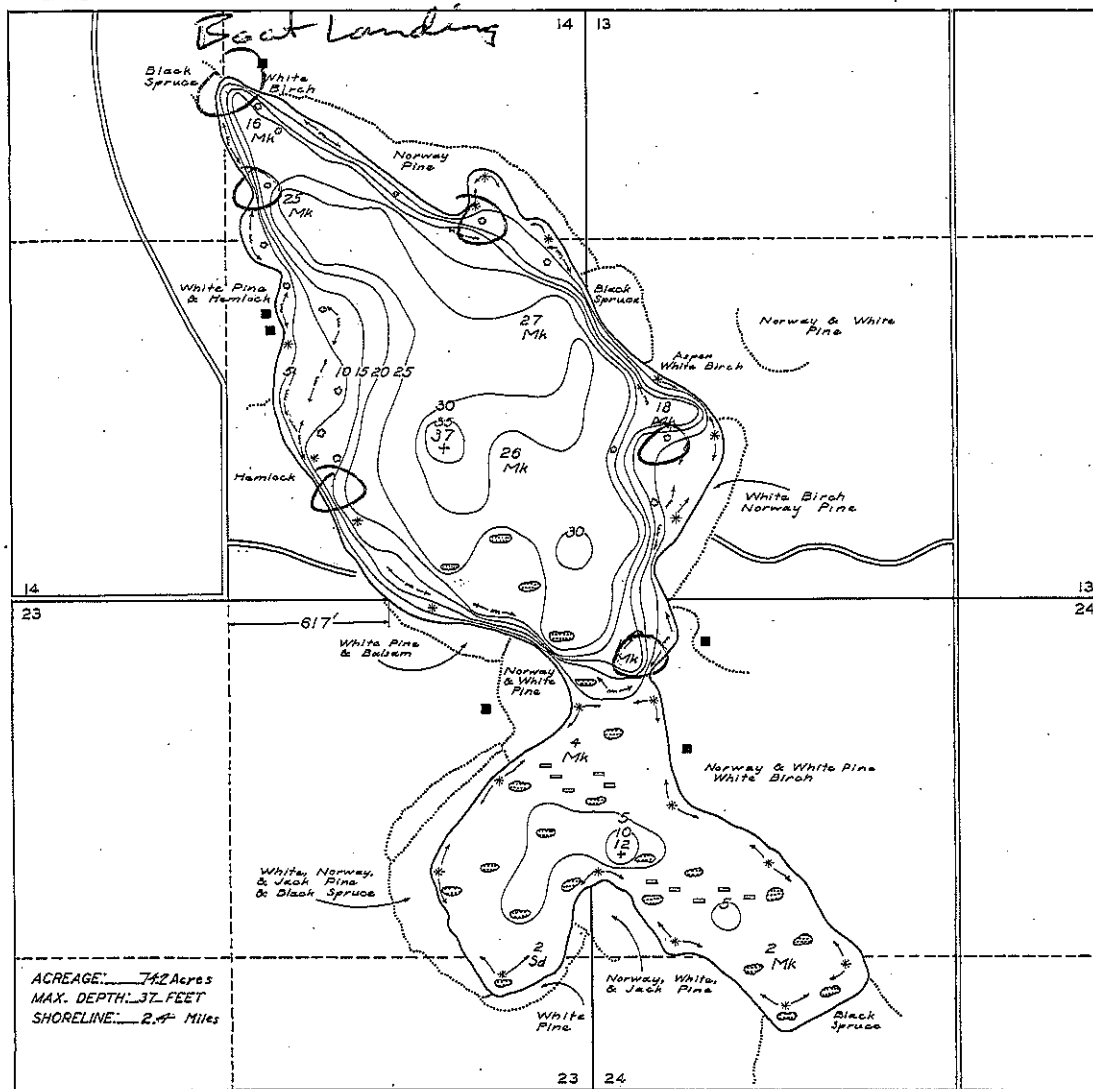 Boat Landing
14 13
Black
Spruce
White
Birch
16
Mk
Norway
Pine
25
Mk
White Pine
& Hemlock
Black
Spruce
27
Mk
Norway & White
Pine
Aspen
White Birch
5 10 15 20 25
30
35
37
18
Mk
26
Mk
Hemlock
White Birch
Norway Pine
30
14
13
23
24
617'
White Pine
& Balsam
Mk
Norway
& White
Pine
4
Mk
Norway & White Pine
White Birch
5
10
12
White, Norway,
& Jack Pine
& Black Spruce
5
2
Sd
2
Mk
Norway, White,
& Jack Pine
White
Pine
Black
Spruce
ACREAGE: 74.2 Acres
MAX. DEPTH: 37 FEET
SHORELINE: 2.4 Miles
23 24